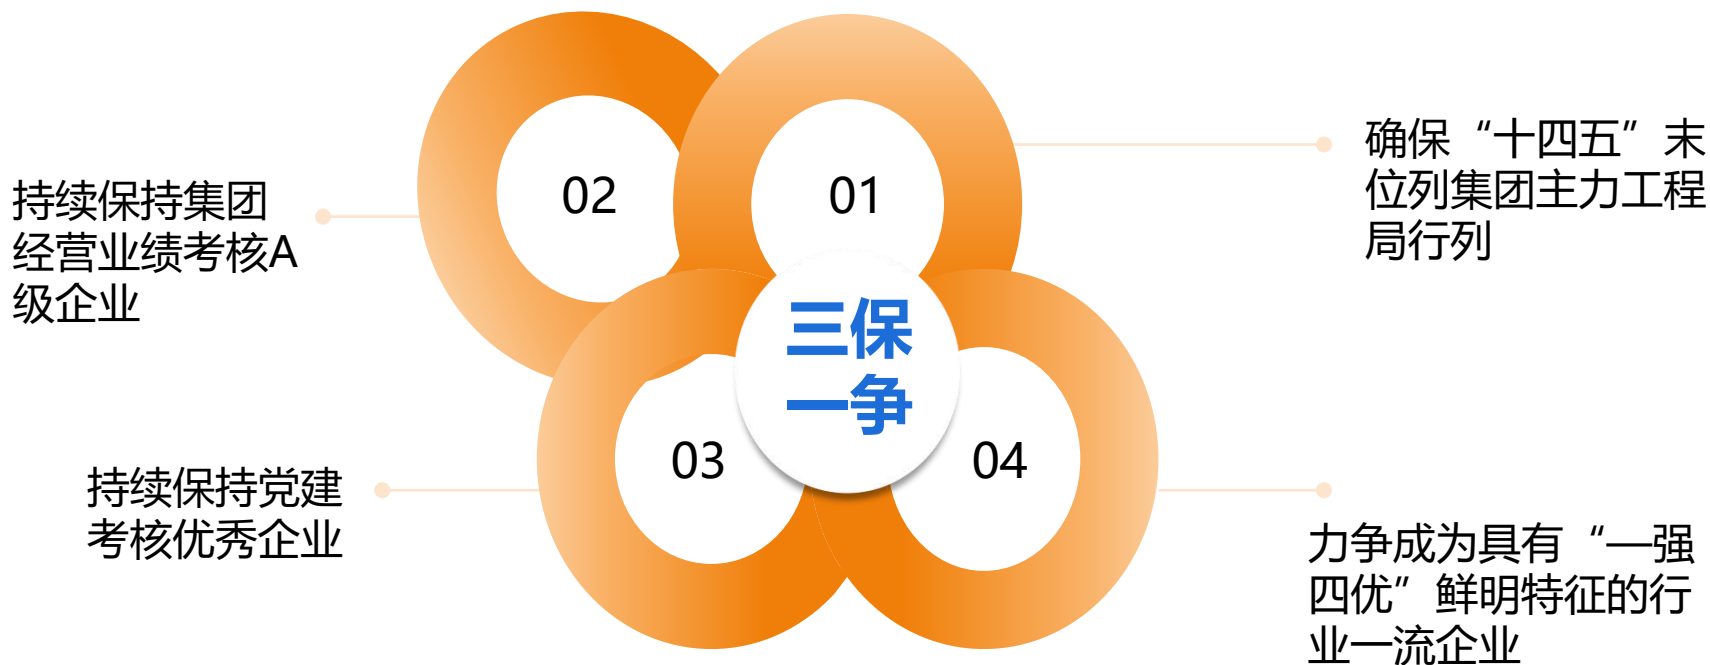 02
01
确保“十四五”末
位列集团主力工程
局行列
持续保持集团
经营业绩考核A
级企业
三保
一争
03
04
持续保持党建
考核优秀企业
力争成为具有“一强
四优”鲜明特征的行
业一流企业